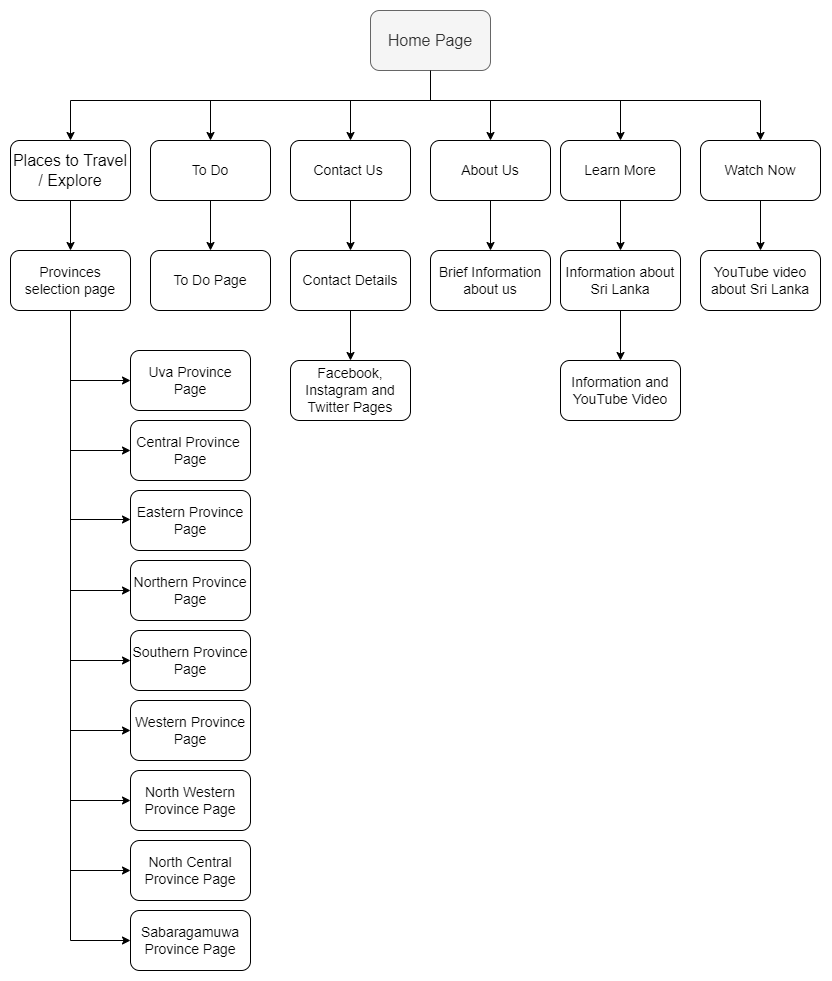 Home Page
Places to Travel
/ Explore
To Do
Contact Us
About Us
Learn More
Watch Now
Provinces
selection page
To Do Page
Contact Details
Brief Information
about us
Information about
Sri Lanka
YouTube video
about Sri Lanka
Uva Province
Page
Facebook,
Instagram and
Twitter Pages
Information and
YouTube Video
Central Province
Page
Eastern Province
Page
Northern Province
Page
Southern Province
Page
Western Province
Page
North Western
Province Page
North Central
Province Page
Sabaragamuwa
Province Page